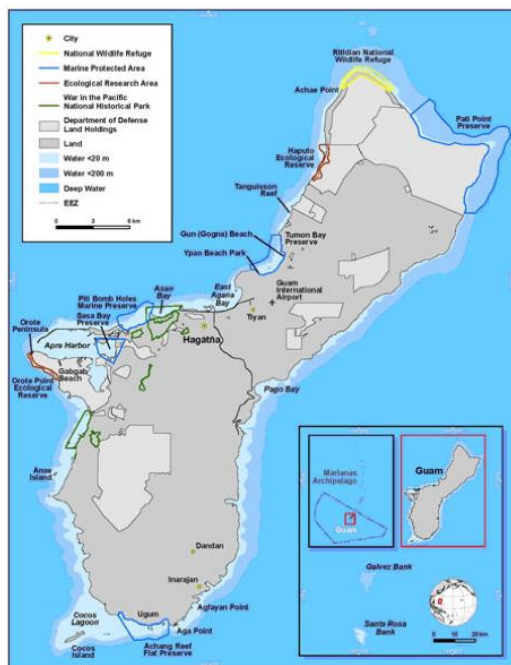 City
National Wildlife Refuge
Marine Protected Area
Ecological Research Area
War in the Pacific
National Historical Park
Department of Defense
Land Holdings
Land
Water <20 m
Water <200 m
Deep Water
EEZ
0 3 6 km
Ritidian National
Wildlife Refuge
Achae Point
Pati Point
Preserve
Haputo
Ecological
Reserve
Tanguisson
Reef
Gun (Gogna) Beach
Tumon Bay
Preserve
Ypao Beach Park
Guam
International
Airport
East
Agana
Bay
Asan
Bay
Piti Bomb Holes
Marine Preserve
Sasa Bay
Preserve
Tiyan
Hagatña
Orote
Peninsula
Apra Harbor
Gabgab
Beach
Orote Point
Ecological
Reserve
Pago Bay
Anae
Island
Dandan
Inarajan
Agfayan Point
Ugum
Aga Point
Cocos
Lagoon
Cocos
Island
Achang Reef
Flat Preserve
Marianas
Archipelago
Guam
Guam
Galvez Bank
Santa Rosa
Bank
0 10 20 km